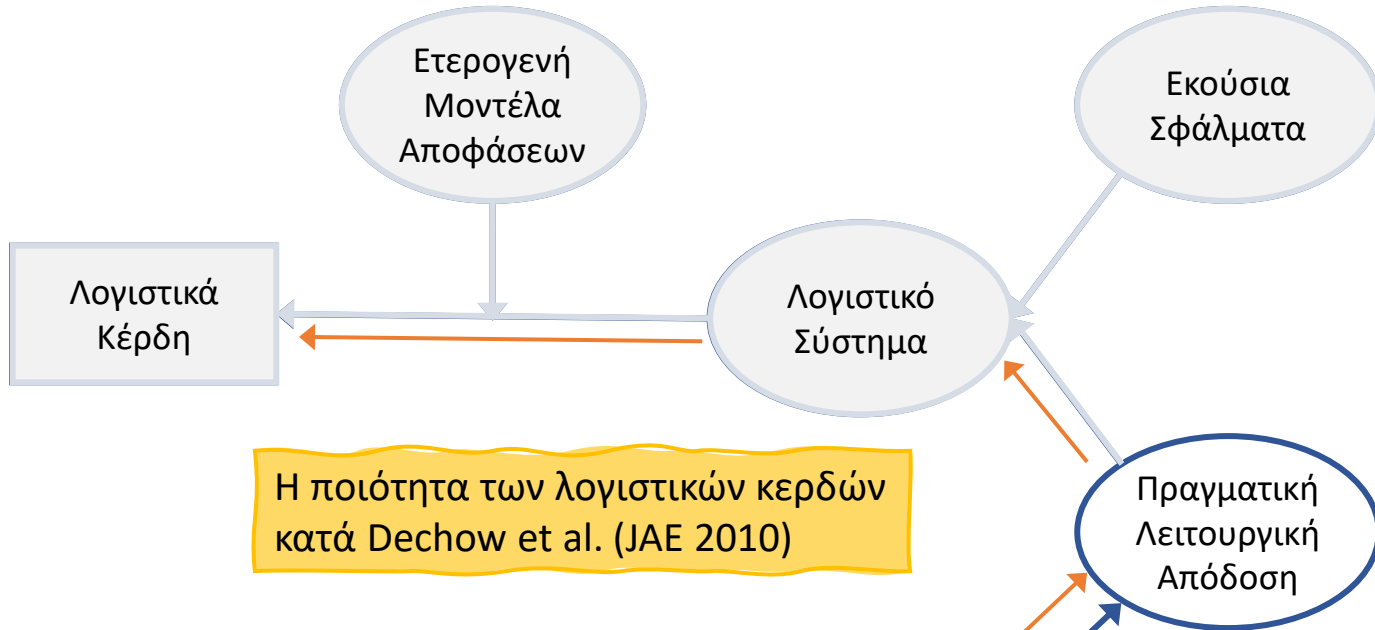 Ετερογενή
Μοντέλα
Αποφάσεων
Εκούσια
Σφάλματα
Λογιστικά
Κέρδη
Λογιστικό
Σύστημα
Η ποιότητα των λογιστικών κερδών
κατά Dechow et al. (JAE 2010)
Πραγματική
Λειτουργική
Απόδοση